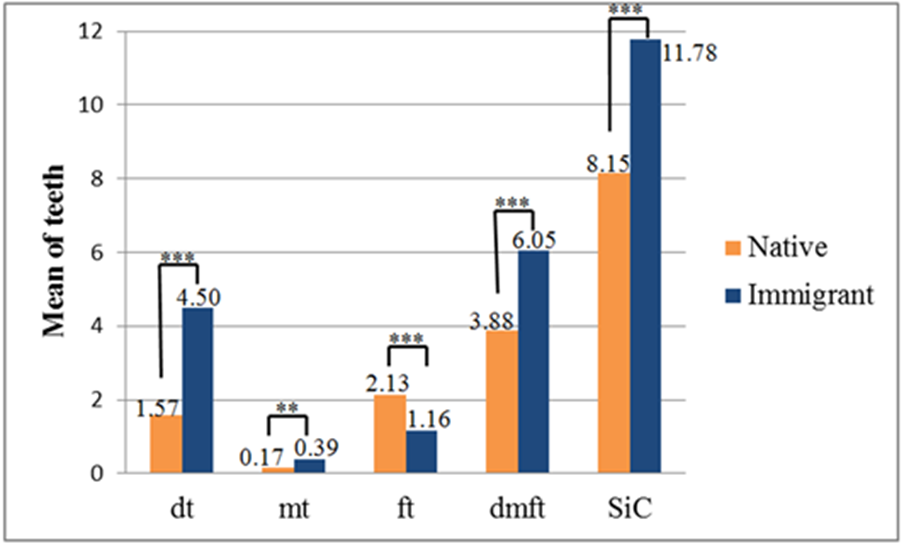 Mean of teeth
12
10
8
6
4
2
0
***
1.57
4.50
**
0.17
0.39
***
2.13
1.16
***
3.88
6.05
***
8.15
11.78
dt
mt
ft
dmft
SiC
Native
Immigrant